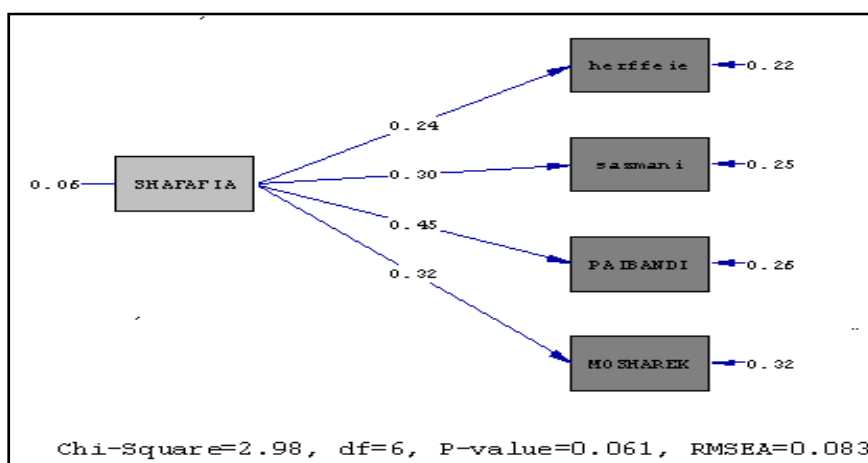 herffeie
0.22
0.24
sazmani
0.25
0.06
SHAFAFIA
0.30
0.45
PAIBANDI
0.26
0.32
MOSHAREK
0.32
Chi-Square=2.98, df=6, P-value=0.061, RMSEA=0.083